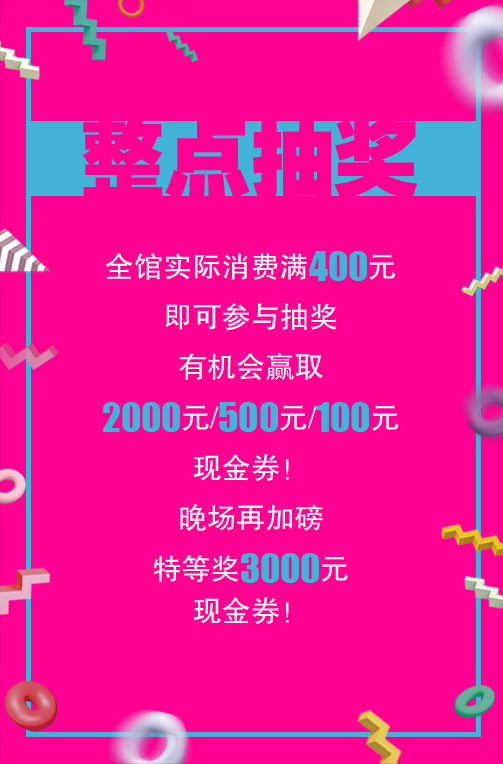 整点抽奖
全馆实际消费满400元
即可参与抽奖
有机会赢取
2000元/500元/100元
现金券！
晚场再加磅
特等奖3000元
现金券！